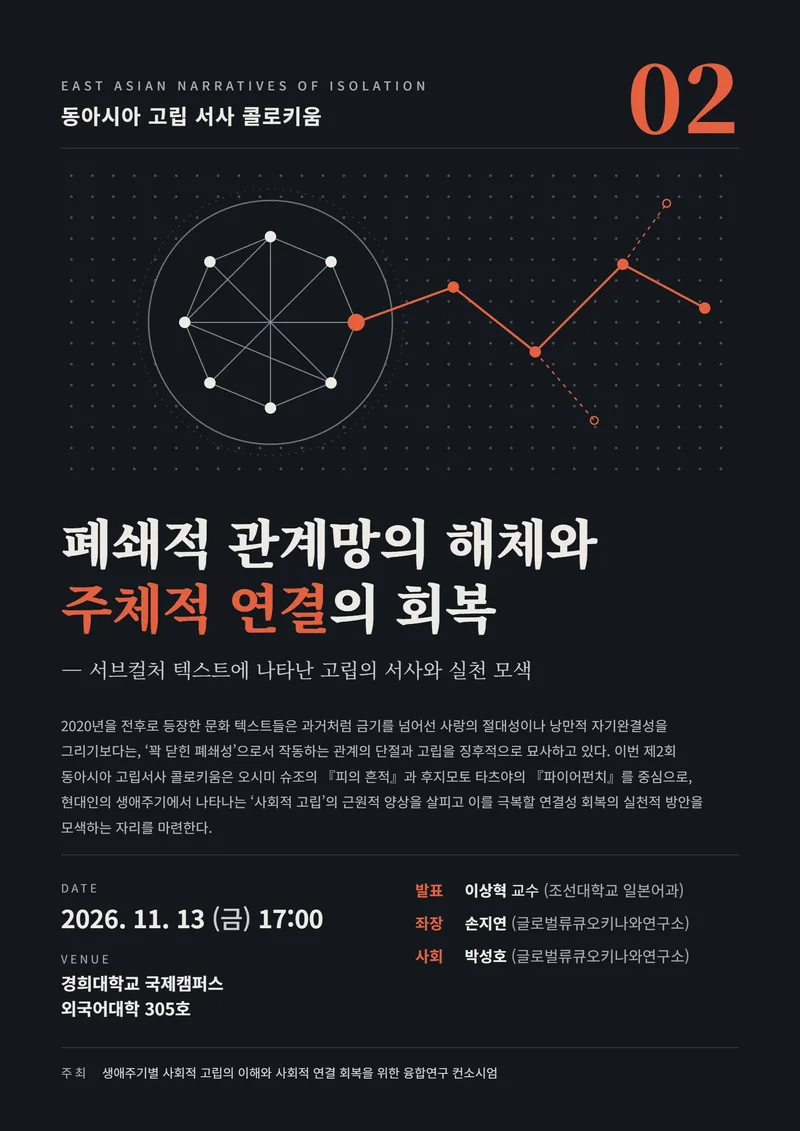 EAST ASIAN NARRATIVES OF ISOLATION
동아시아 고립 서사 콜로키움
02
폐쇄적 관계망의 해체와
주체적 연결의 회복
— 서브컬처 텍스트에 나타난 고립의 서사와 실천 모색
2020년을 전후로 등장한 문화 텍스트들은 과거처럼 금기를 넘어선 사랑의 절대성이나 낭만적 자기완결성을
그리기보다는, ‘꽉 닫힌 폐쇄성’으로서 작동하는 관계의 단절과 고립을 징후적으로 묘사하고 있다. 이번 제2회
동아시아 고립서사 콜로키움은 오시미 슈조의 『피의 흔적』과 후지모토 타츠야의 『파이어펀치』를 중심으로,
현대인의 생애주기에서 나타나는 ‘사회적 고립’의 근원적 양상을 살피고 이를 극복할 연결성 회복의 실천적 방안을
모색하는 자리를 마련한다.
DATE
2026. 11. 13 (금) 17:00
VENUE
경희대학교 국제캠퍼스
외국어대학 305호
발표 이상혁 교수 (조선대학교 일본어과)
좌장 손지연 (글로벌류큐오키나와연구소)
사회 박성호 (글로벌류큐오키나와연구소)
주최 생애주기별 사회적 고립의 이해와 사회적 연결 회복을 위한 융합연구 컨소시엄